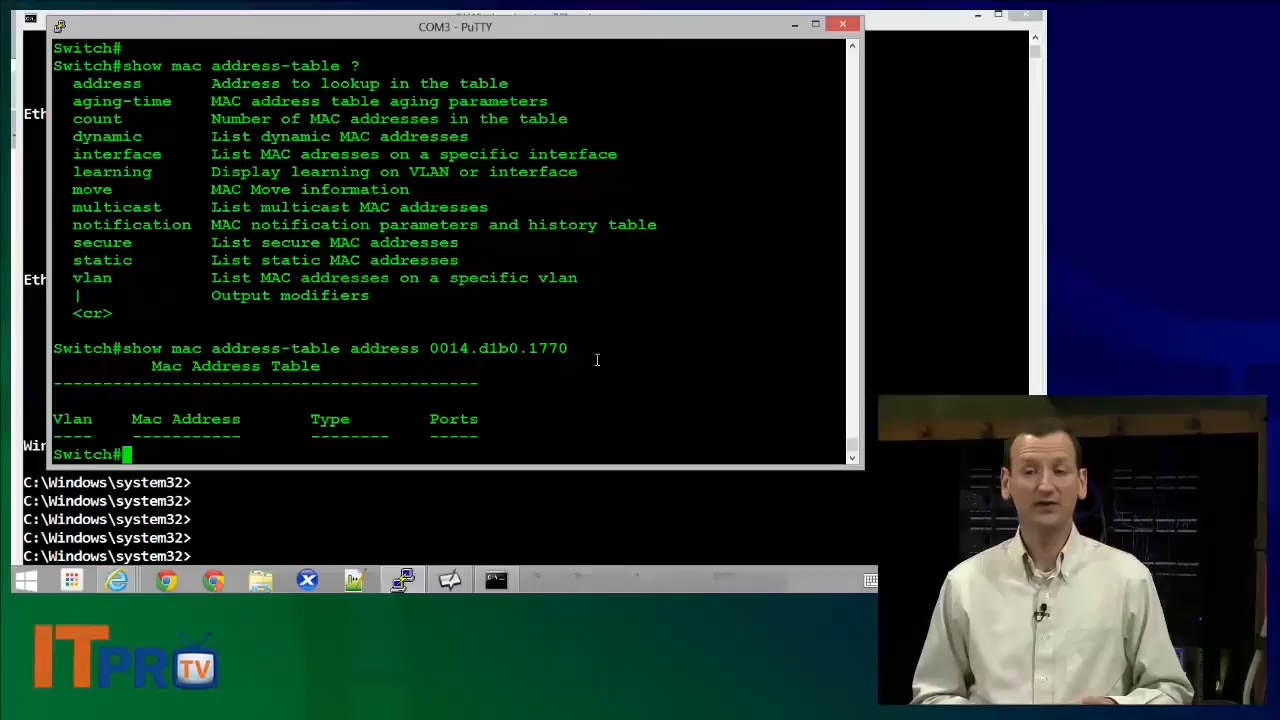 COM3 - PuTTY
Switch#
Switch#show mac address-table ?
address Address to lookup in the table
aging-time MAC address table aging parameters
count Number of MAC addresses in the table
dynamic List dynamic MAC addresses
interface List MAC adresses on a specific interface
learning Display learning on VLAN or interface
move MAC Move information
multicast List multicast MAC addresses
notification MAC notification parameters and history table
secure List secure MAC addresses
static List static MAC addresses
vlan List MAC addresses on a specific vlan
| Output modifiers
<cr>
Switch#show mac address-table address 0014.d1b0.1770
Mac Address Table
-------------------------------------------
Vlan Mac Address Type Ports
---- ----------- -------- -----
Switch#
Eth
Eth
Win
C:\Windows\system32>
C:\Windows\system32>
C:\Windows\system32>
C:\Windows\system32>
C:\Windows\system32>
ITPRO TV